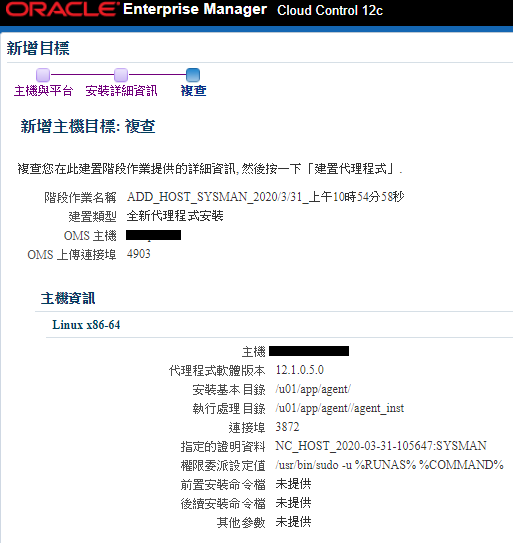 ORACLE Enterprise Manager Cloud Control 12c
新增目標
主機與平台 安裝詳細資訊 複查
新增主機目標: 複查
複查您在此建置階段作業提供的詳細資訊, 然後按一下「建置代理程式」.
階段作業名稱 ADD_HOST_SYSMAN_2020/3/31_上午10時54分58秒
建置類型 全新代理程式安裝
OMS 主機
OMS 上傳連接埠 4903
主機資訊
Linux x86-64
主機
代理程式軟體版本 12.1.0.5.0
安裝基本目錄 /u01/app/agent/
執行處理目錄 /u01/app/agent//agent_inst
連接埠 3872
指定的證明資料 NC_HOST_2020-03-31-105647:SYSMAN
權限委派設定值 /usr/bin/sudo -u %RUNAS% %COMMAND%
前置安裝命令檔 未提供
後續安裝命令檔 未提供
其他參數 未提供